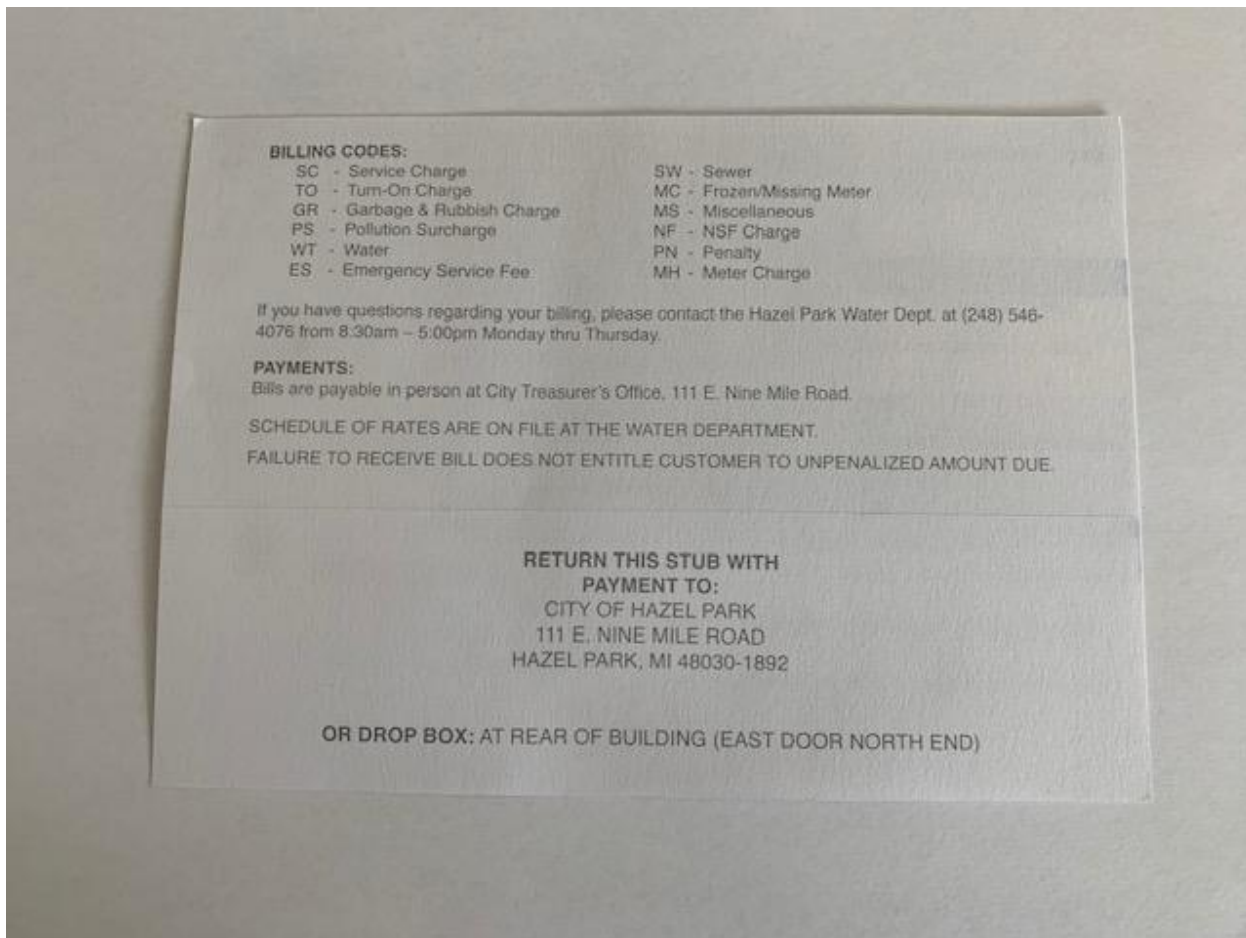 BILLING CODES:
SC - Service Charge
TO - Turn-On Charge
GR - Garbage & Rubbish Charge
PS - Pollution Surcharge
WT - Water
ES - Emergency Service Fee
SW - Sewer
MC - Frozen/Missing Meter
MS - Miscellaneous
NF - NSF Charge
PN - Penalty
MH - Meter Charge
If you have questions regarding your billing, please contact the Hazel Park Water Dept. at (248) 546-
4076 from 8:30am – 5:00pm Monday thru Thursday.
PAYMENTS:
Bills are payable in person at City Treasurer's Office, 111 E. Nine Mile Road.
SCHEDULE OF RATES ARE ON FILE AT THE WATER DEPARTMENT.
FAILURE TO RECEIVE BILL DOES NOT ENTITLE CUSTOMER TO UNPENALIZED AMOUNT DUE.
RETURN THIS STUB WITH
PAYMENT TO:
CITY OF HAZEL PARK
111 E. NINE MILE ROAD
HAZEL PARK, MI 48030-1892
OR DROP BOX: AT REAR OF BUILDING (EAST DOOR NORTH END)